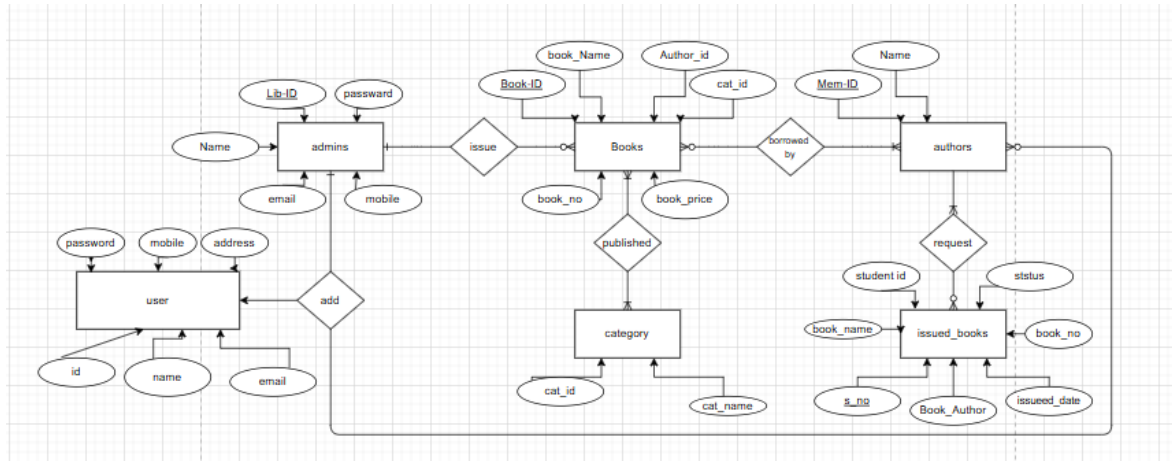 book_Name
Author_id
Name
Lib-ID
passward
Book-ID
cat_id
Mem-ID
Name
admins
issue
Books
borrowed
by
authors
email
mobile
book_no
book_price
password
mobile
address
published
request
user
add
student id
ststus
book_name
category
issued_books
book_no
id
name
email
cat_id
cat_name
s_no
Book_Author
issueed_date